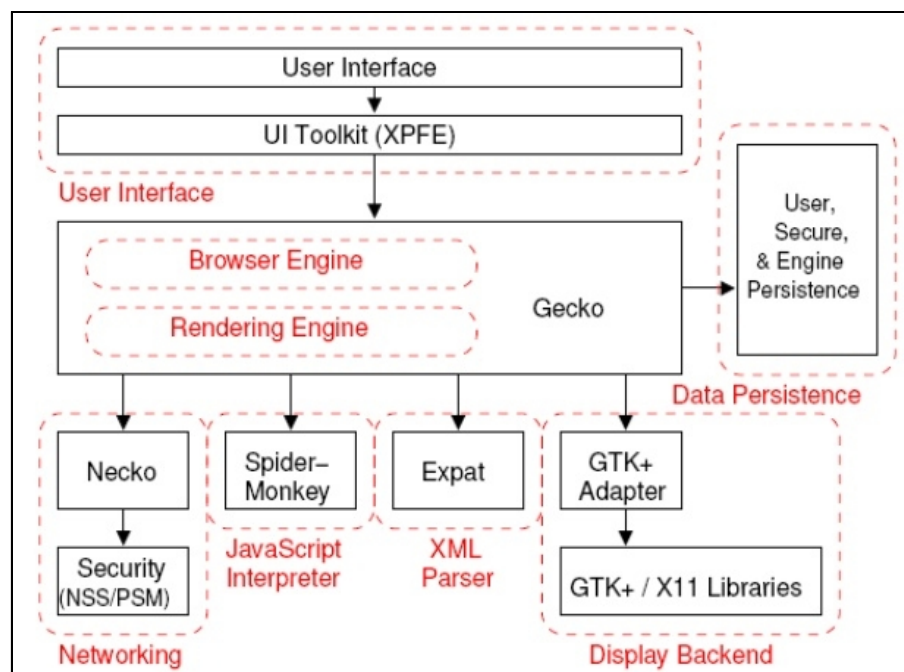 User Interface
UI Toolkit (XPFE)
User Interface
User,
Secure,
& Engine
Persistence
Browser Engine
Rendering Engine
Gecko
Data Persistence
Necko
Spider–
Monkey
Expat
GTK+
Adapter
JavaScript
Interpreter
XML
Parser
Security
(NSS/PSM)
GTK+ / X11 Libraries
Networking
Display Backend